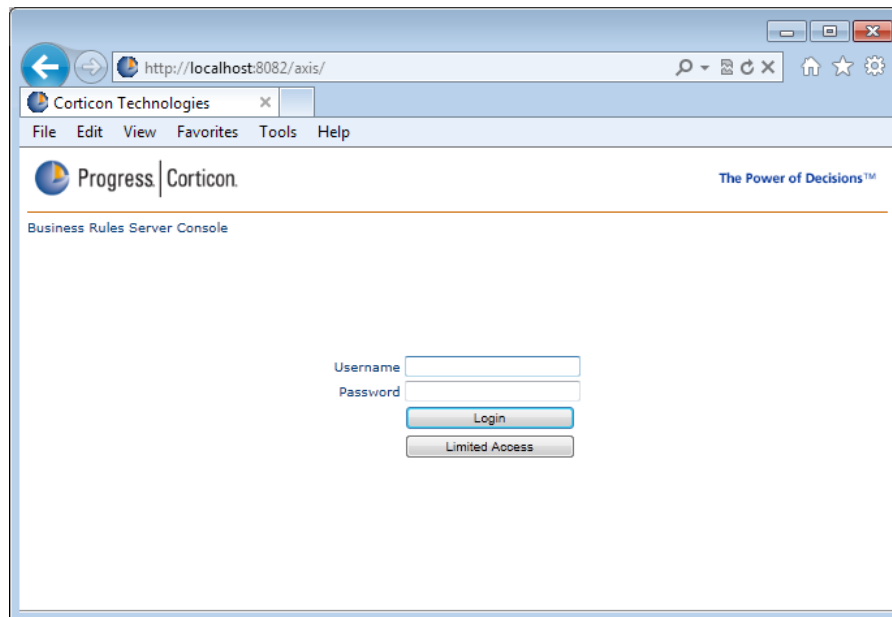 http://localhost:8082/axis/
Corticon Technologies
File Edit View Favorites Tools Help
Progress Corticon.
The Power of Decisions™
Business Rules Server Console
Username
Password
Login
Limited Access